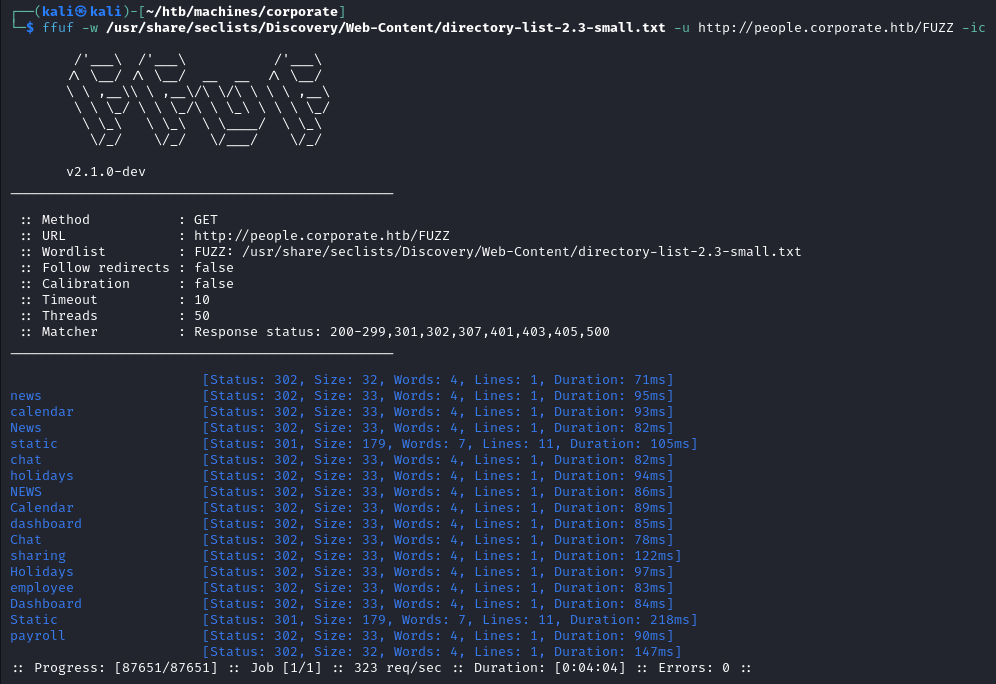 ┌──(kali㉿kali)-[~/htb/machines/corporate]
└─$ ffuf -w /usr/share/seclists/Discovery/Web-Content/directory-list-2.3-small.txt -u http://people.corporate.htb/FUZZ -ic

        /'___\  /'___\           /'___\
       /\ \__/ /\ \__/  __  __  /\ \__/
       \ \ ,__\\ \ ,__\/\ \/\ \ \ \ ,__\
        \ \ \_/ \ \ \_/\ \ \_\ \ \ \ \_/
         \ \_\   \ \_\  \ \____/  \ \_\
          \/_/    \/_/   \/___/    \/_/

       v2.1.0-dev
________________________________________________

 :: Method           : GET
 :: URL              : http://people.corporate.htb/FUZZ
 :: Wordlist         : FUZZ: /usr/share/seclists/Discovery/Web-Content/directory-list-2.3-small.txt
 :: Follow redirects : false
 :: Calibration      : false
 :: Timeout          : 10
 :: Threads          : 50
 :: Matcher          : Response status: 200-299,301,302,307,401,403,405,500
________________________________________________

                        [Status: 302, Size: 32, Words: 4, Lines: 1, Duration: 71ms]
news                    [Status: 302, Size: 33, Words: 4, Lines: 1, Duration: 95ms]
calendar                [Status: 302, Size: 33, Words: 4, Lines: 1, Duration: 93ms]
News                    [Status: 302, Size: 33, Words: 4, Lines: 1, Duration: 82ms]
static                  [Status: 301, Size: 179, Words: 7, Lines: 11, Duration: 105ms]
chat                    [Status: 302, Size: 33, Words: 4, Lines: 1, Duration: 82ms]
holidays                [Status: 302, Size: 33, Words: 4, Lines: 1, Duration: 94ms]
NEWS                    [Status: 302, Size: 33, Words: 4, Lines: 1, Duration: 86ms]
Calendar                [Status: 302, Size: 33, Words: 4, Lines: 1, Duration: 89ms]
dashboard               [Status: 302, Size: 33, Words: 4, Lines: 1, Duration: 85ms]
Chat                    [Status: 302, Size: 33, Words: 4, Lines: 1, Duration: 78ms]
sharing                 [Status: 302, Size: 33, Words: 4, Lines: 1, Duration: 122ms]
Holidays                [Status: 302, Size: 33, Words: 4, Lines: 1, Duration: 97ms]
employee                [Status: 302, Size: 33, Words: 4, Lines: 1, Duration: 83ms]
Dashboard               [Status: 302, Size: 33, Words: 4, Lines: 1, Duration: 84ms]
Static                  [Status: 301, Size: 179, Words: 7, Lines: 11, Duration: 218ms]
payroll                 [Status: 302, Size: 33, Words: 4, Lines: 1, Duration: 90ms]
                        [Status: 302, Size: 32, Words: 4, Lines: 1, Duration: 147ms]
:: Progress: [87651/87651] :: Job [1/1] :: 323 req/sec :: Duration: [0:04:04] :: Errors: 0 ::